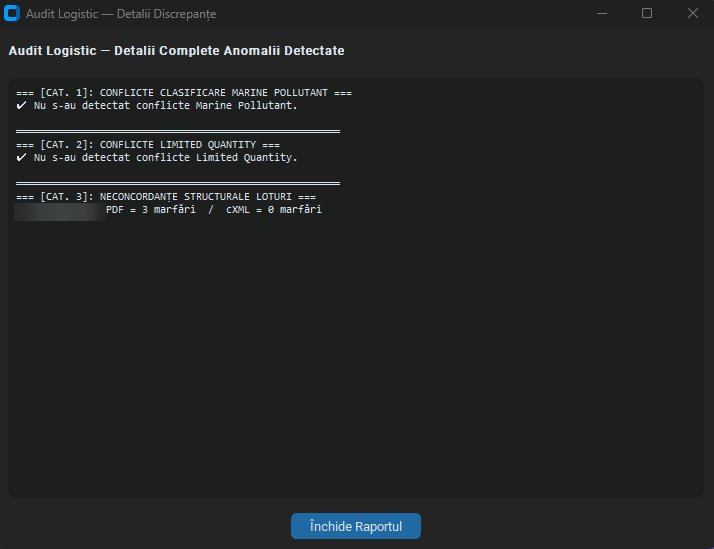 Audit Logistic — Detalii Discrepanțe
Audit Logistic — Detalii Complete Anomalii Detectate
=== [CAT. 1]: CONFLICTE CLASIFICARE MARINE POLLUTANT ===
✓ Nu s-au detectat conflicte Marine Pollutant.
=== [CAT. 2]: CONFLICTE LIMITED QUANTITY ===
✓ Nu s-au detectat conflicte Limited Quantity.
=== [CAT. 3]: NECONCORDANȚE STRUCTURALE LOTURI ===
PDF = 3 marfări / cXML = 0 marfări
Închide Raportul